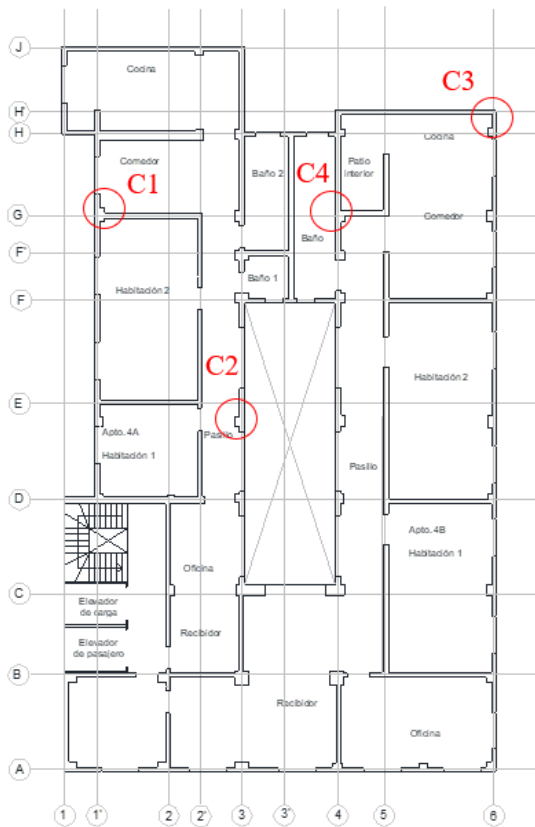 J
Cocina
C3
H'
H
Cocina
Comedor
Baño 2
C4
Patio
interior
C1
G
Comedor
Baño
F'
Baño 1
Habitación 2
F
C2
Habitación 2
E
Apto. 4A
Pasillo
Habitación 1
Pasillo
D
Apto. 4B
Habitación 1
Oficina
C
Elevador
de carga
Recibidor
Elevador
de pasajero
B
Recibidor
Oficina
A
1
1'
2
2'
3
3'
4
5
6